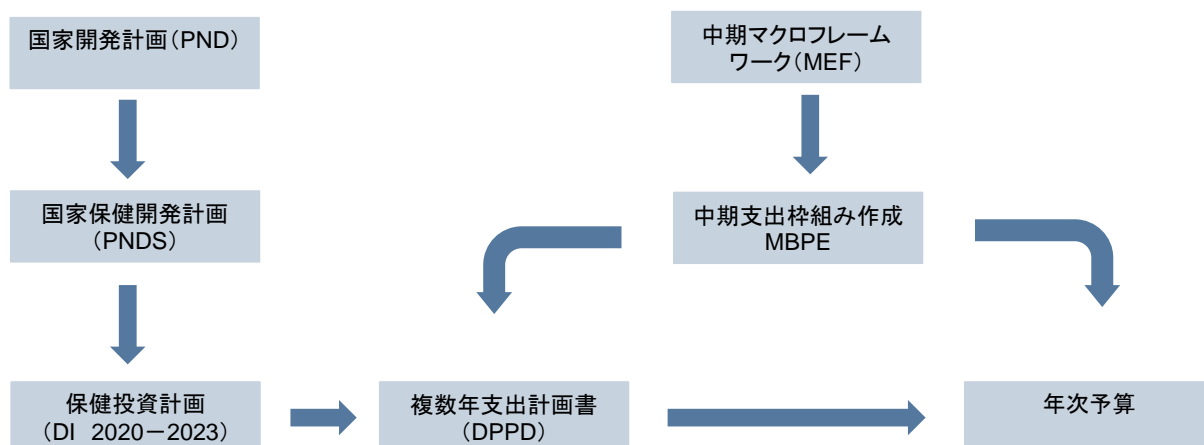 国家開発計画（PND）
中期マクロフレーム
ワーク（MEF）
国家保健開発計画
（PNDS）
中期支出枠組み作成
MBPE
保健投資計画
（DI　2020－2023）
複数年支出計画書
（DPPD）
年次予算